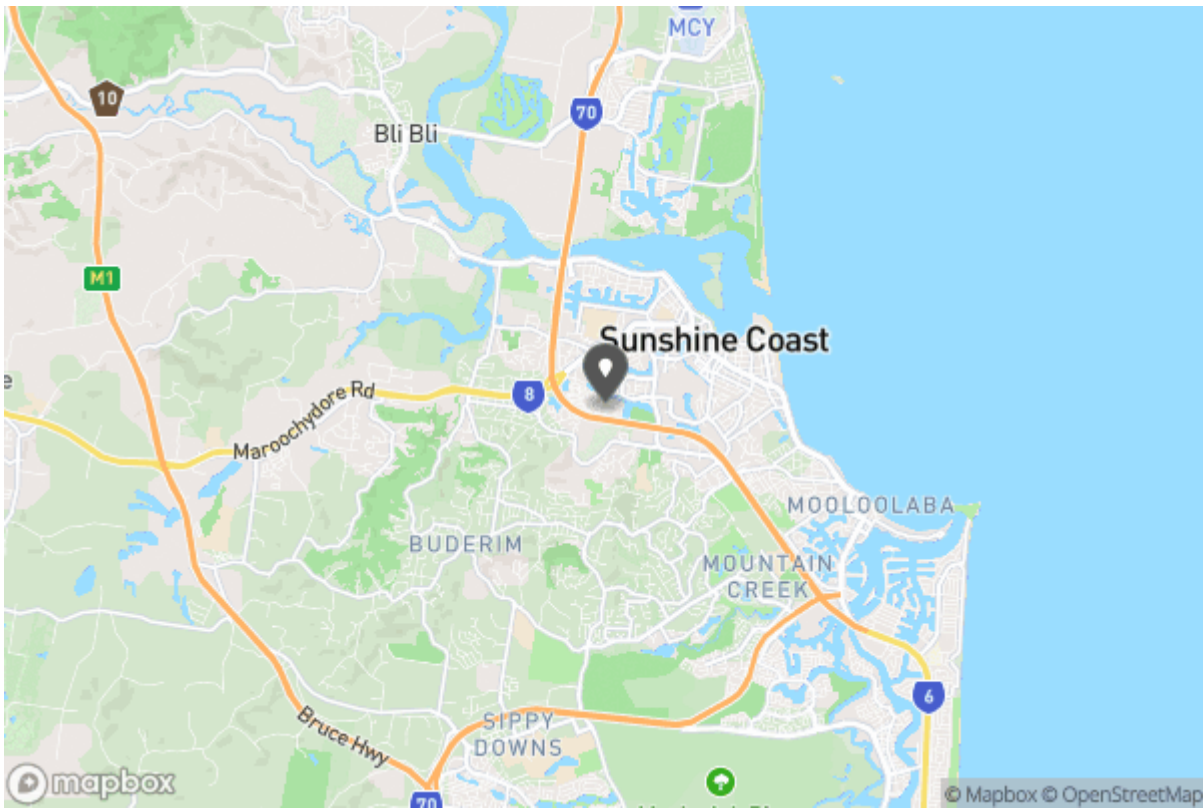 MCY
10
70
Bli Bli
M1
Sunshine Coast
e
8
Maroochydore Rd
MOOLOOLABA
BUDERIM
MOUNTAIN
CREEK
6
SIPPY
DOWNS
Bruce Hwy
70
mapbox
© Mapbox © OpenStreetMap